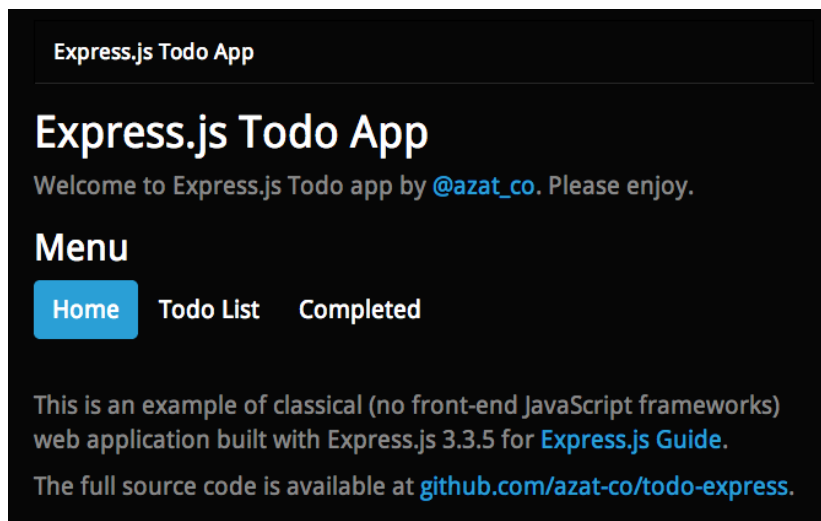 Express.js Todo App
Express.js Todo App
Welcome to Express.js Todo app by @azat_co. Please enjoy.
Menu
Home Todo List Completed
This is an example of classical (no front-end JavaScript frameworks)
web application built with Express.js 3.3.5 for Express.js Guide.
The full source code is available at github.com/azat-co/todo-express.